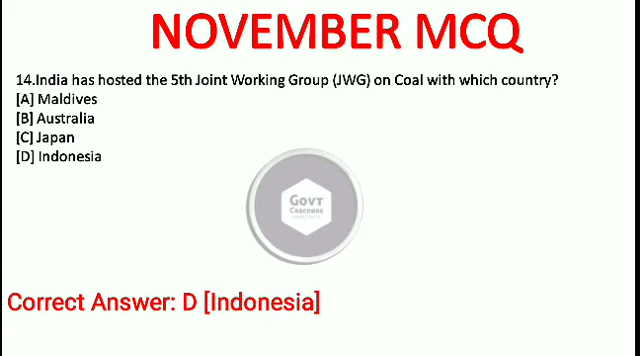 NOVEMBER MCQ
14.India has hosted the 5th Joint Working Group (JWG) on Coal with which country?
[A] Maldives
[B] Australia
[C] Japan
[D] Indonesia
GOVT
CRACKERS
Correct Answer: D [Indonesia]